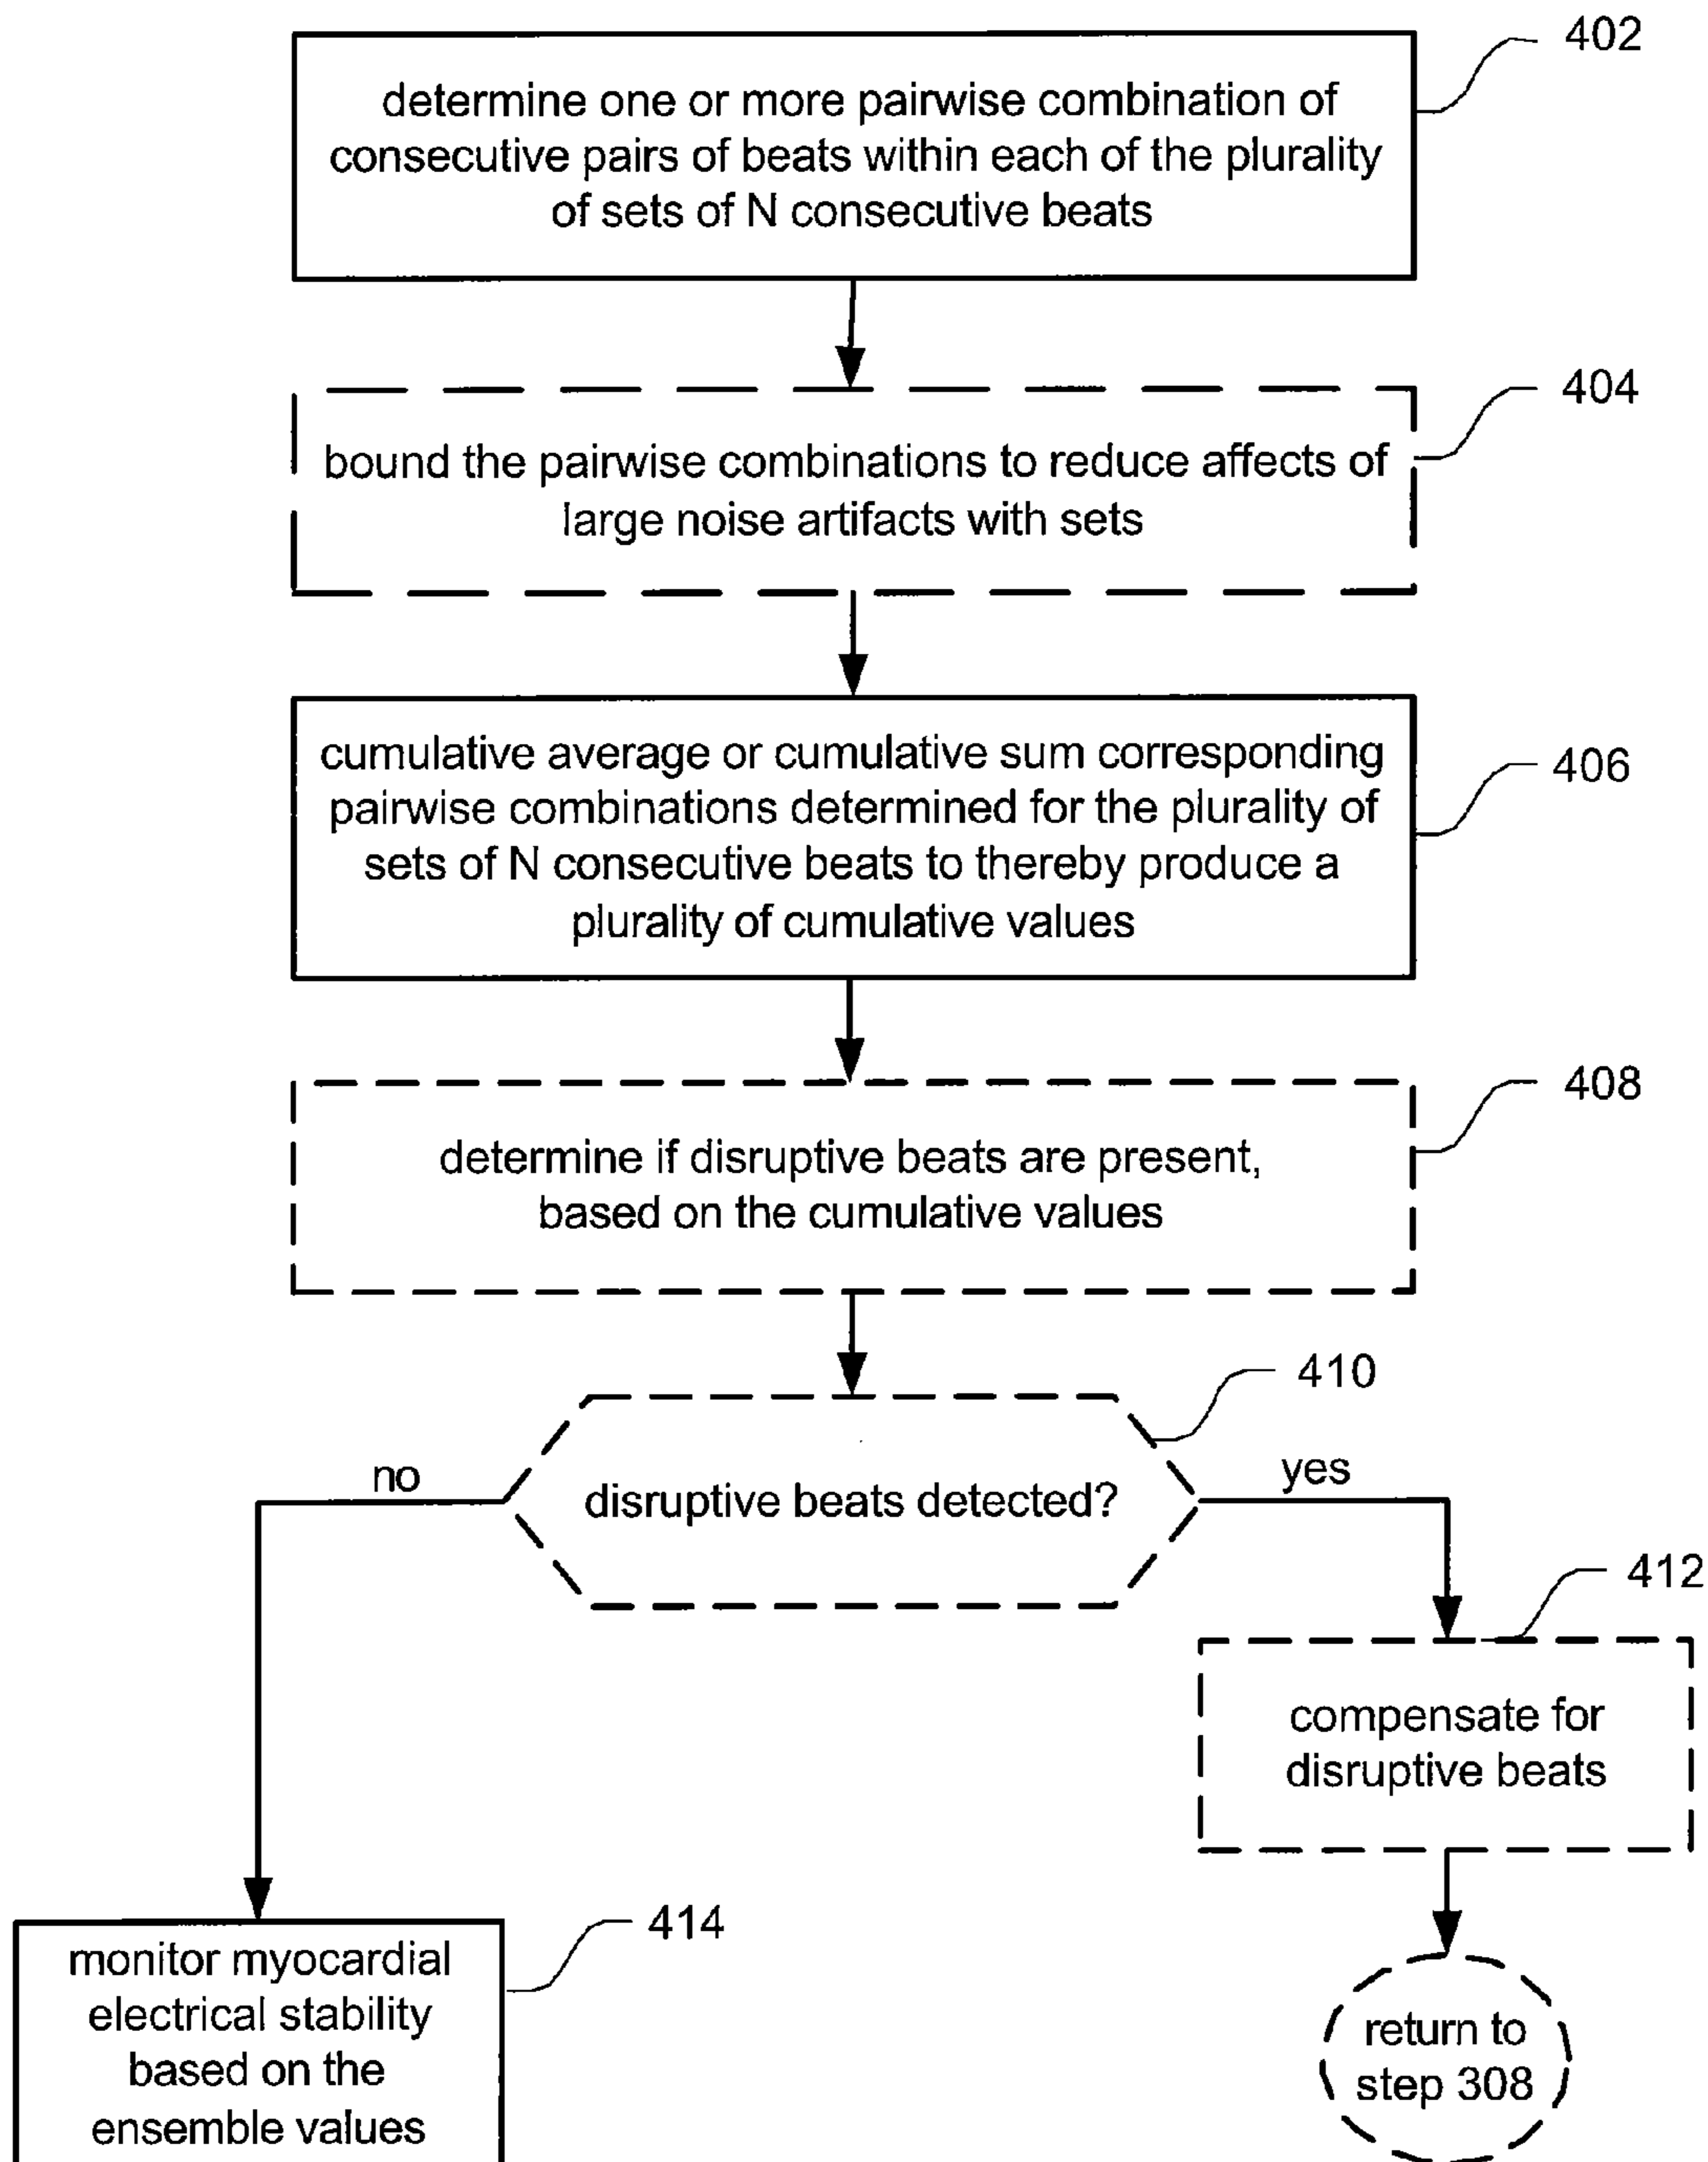 402
determine one or more pairwise combination of
consecutive pairs of beats within each of the plurality
of sets of N consecutive beats
404
bound the pairwise combinations to reduce affects of
large noise artifacts with sets
406
cumulative average or cumulative sum corresponding
pairwise combinations determined for the plurality of
sets of N consecutive beats to thereby produce a
plurality of cumulative values
408
determine if disruptive beats are present,
based on the cumulative values
410
disruptive beats detected?
no
yes
412
compensate for
disruptive beats
414
monitor myocardial
electrical stability
based on the
ensemble values
return to
step 308